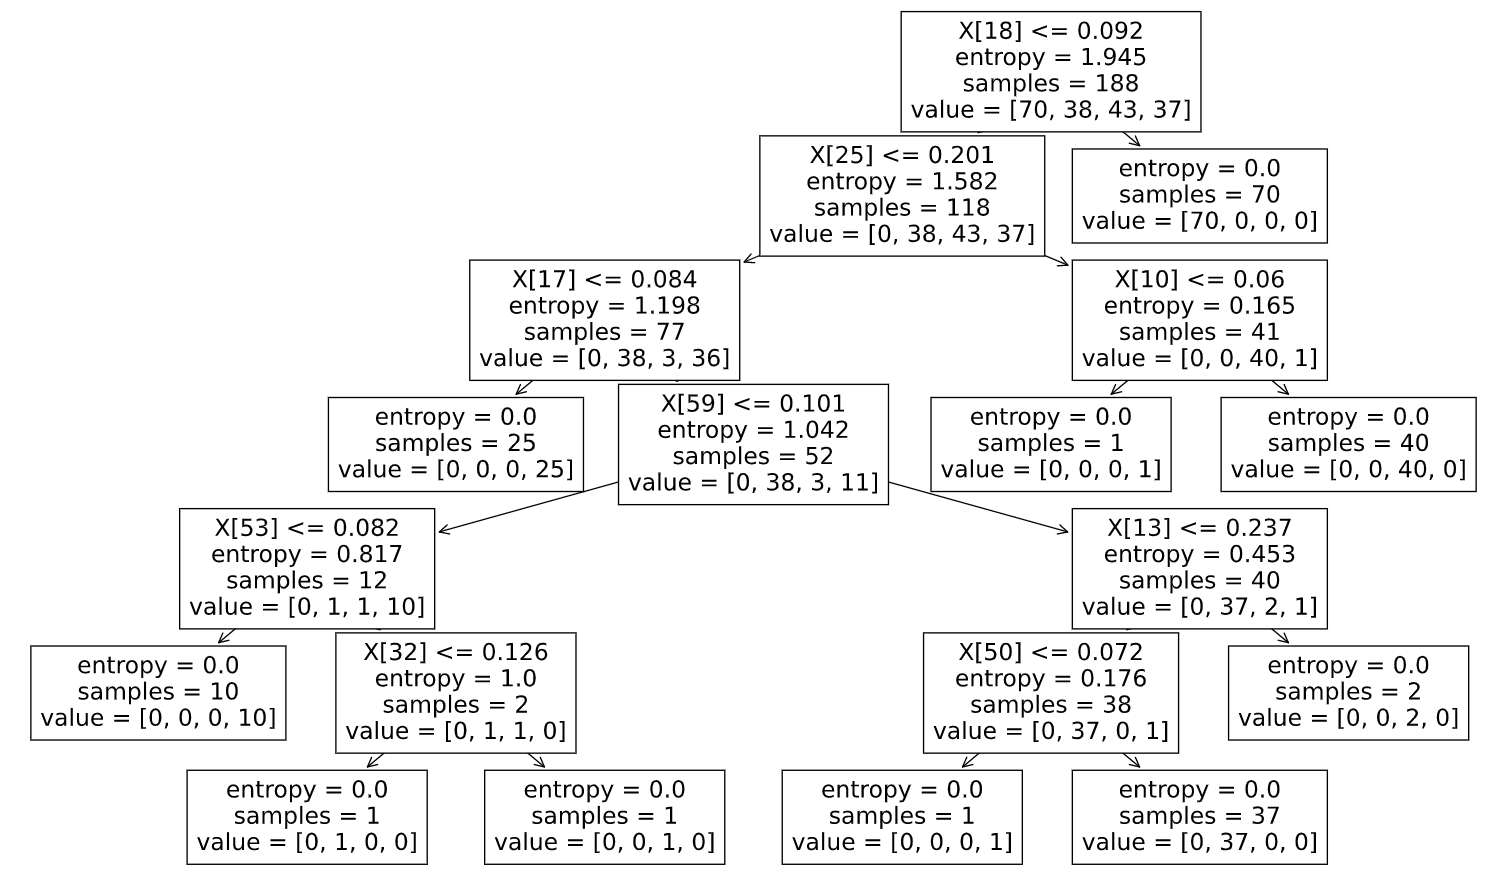 X[18] <= 0.092
entropy = 1.945
samples = 188
value = [70, 38, 43, 37]
X[25] <= 0.201
entropy = 1.582
samples = 118
value = [0, 38, 43, 37]
entropy = 0.0
samples = 70
value = [70, 0, 0, 0]
X[17] <= 0.084
entropy = 1.198
samples = 77
value = [0, 38, 3, 36]
X[10] <= 0.06
entropy = 0.165
samples = 41
value = [0, 0, 40, 1]
entropy = 0.0
samples = 25
value = [0, 0, 0, 25]
X[59] <= 0.101
entropy = 1.042
samples = 52
value = [0, 38, 3, 11]
entropy = 0.0
samples = 1
value = [0, 0, 0, 1]
entropy = 0.0
samples = 40
value = [0, 0, 40, 0]
X[53] <= 0.082
entropy = 0.817
samples = 12
value = [0, 1, 1, 10]
X[13] <= 0.237
entropy = 0.453
samples = 40
value = [0, 37, 2, 1]
entropy = 0.0
samples = 10
value = [0, 0, 0, 10]
X[32] <= 0.126
entropy = 1.0
samples = 2
value = [0, 1, 1, 0]
X[50] <= 0.072
entropy = 0.176
samples = 38
value = [0, 37, 0, 1]
entropy = 0.0
samples = 2
value = [0, 0, 2, 0]
entropy = 0.0
samples = 1
value = [0, 1, 0, 0]
entropy = 0.0
samples = 1
value = [0, 0, 1, 0]
entropy = 0.0
samples = 1
value = [0, 0, 0, 1]
entropy = 0.0
samples = 37
value = [0, 37, 0, 0]